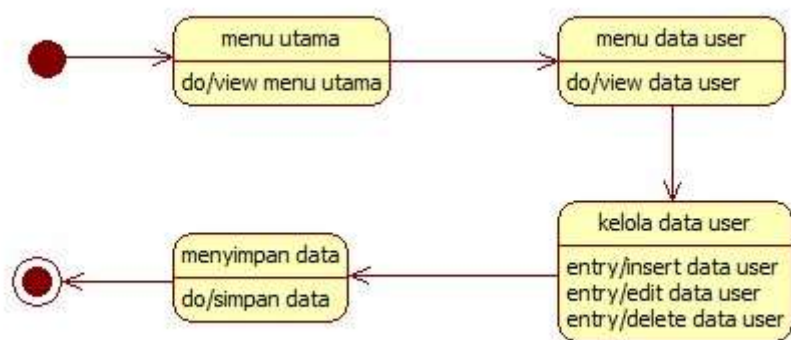 menu utama
do/view menu utama
menu data user
do/view data user
kelola data user
entry/insert data user
entry/edit data user
entry/delete data user
menyimpan data
do/simpan data